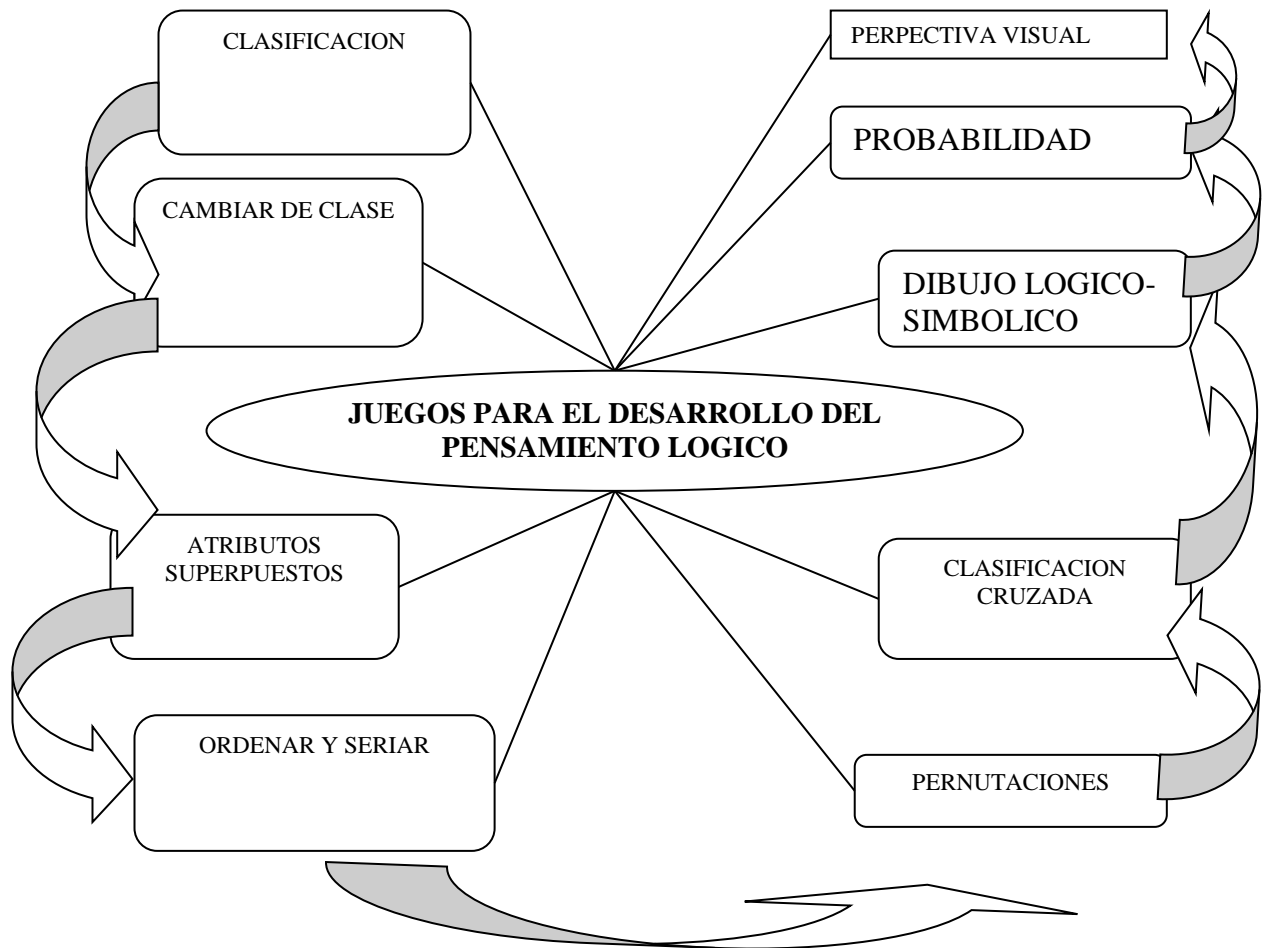 CLASIFICACION
PERPECTIVA VISUAL
PROBABILIDAD
CAMBIAR DE CLASE
DIBUJO LOGICO-
SIMBOLICO
JUEGOS PARA EL DESARROLLO DEL
PENSAMIENTO LOGICO
ATRIBUTOS
SUPERPUESTOS
CLASIFICACION
CRUZADA
ORDENAR Y SERIAR
PERNUTACIONES